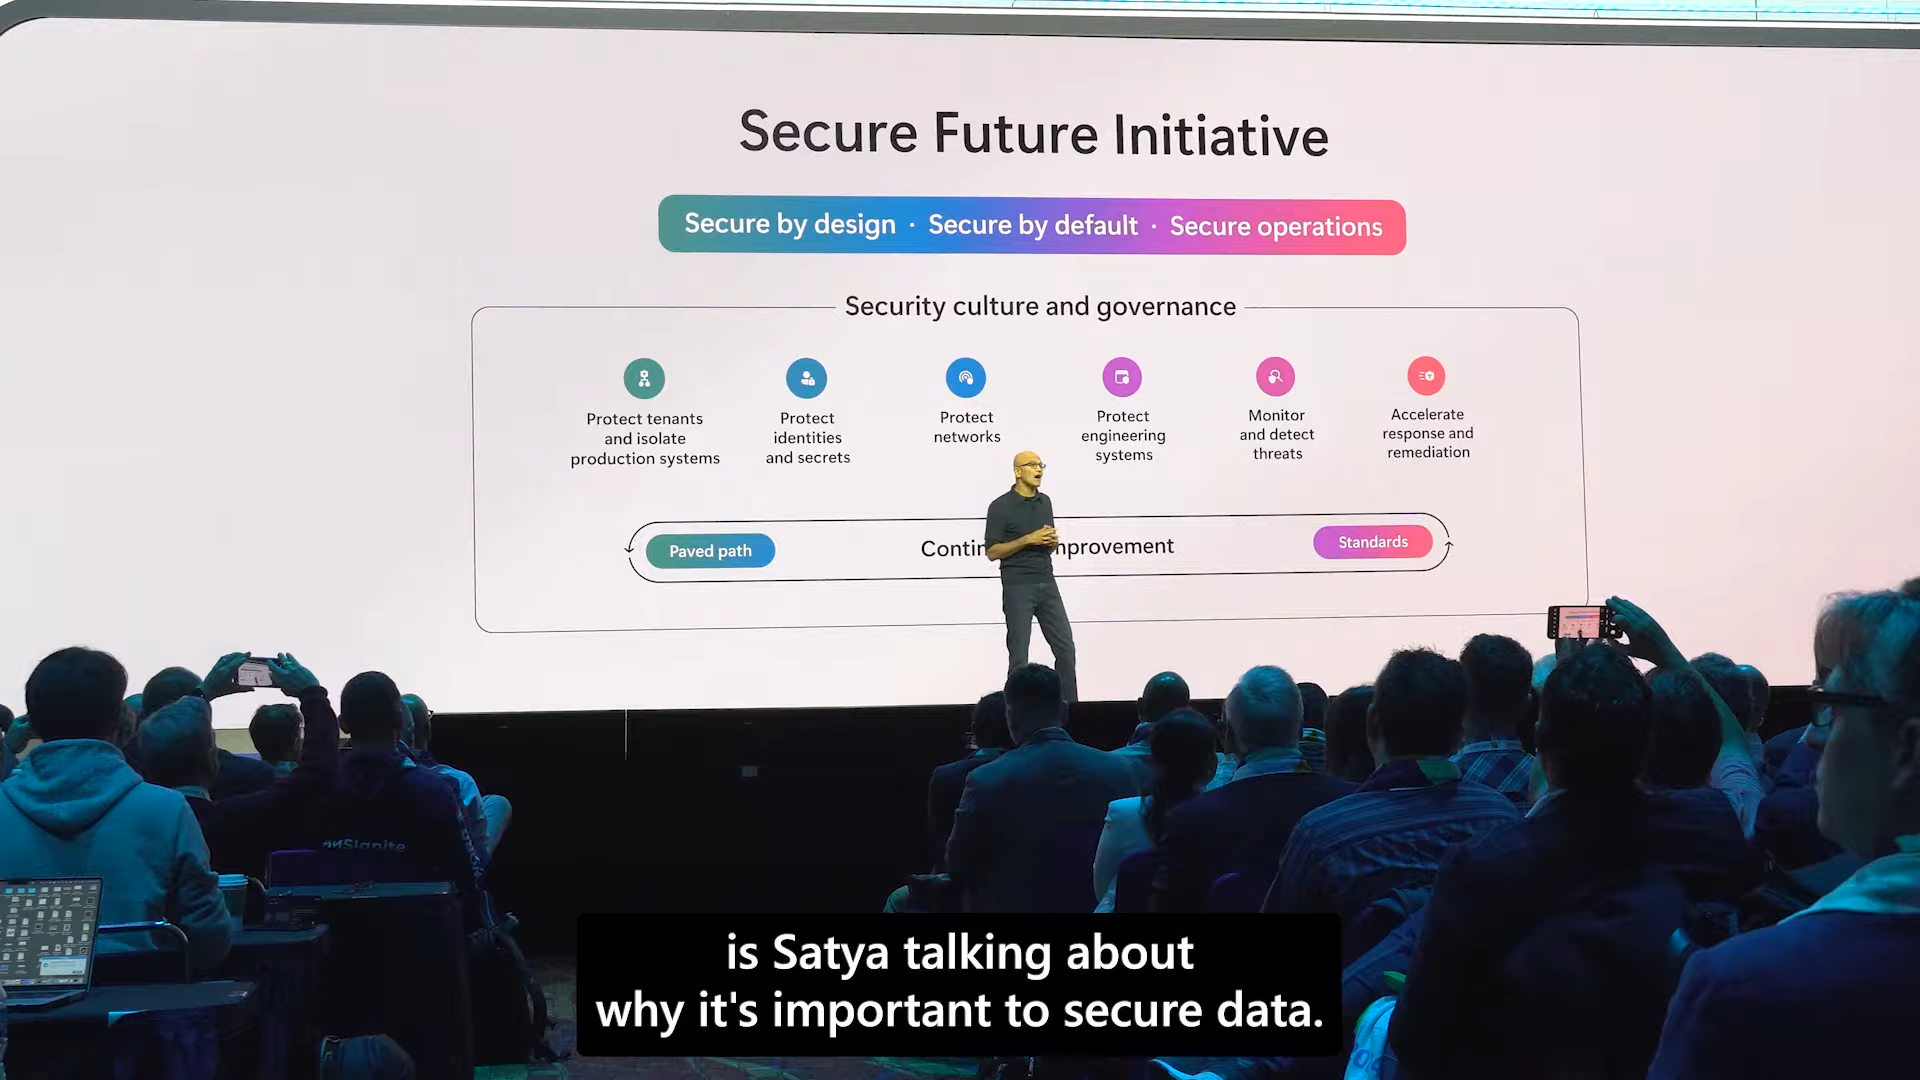 Secure Future Initiative
Secure by design · Secure by default · Secure operations
Security culture and governance
Protect tenants
and isolate
production systems
Protect
identities
and secrets
Protect
networks
Protect
engineering
systems
Monitor
and detect
threats
Accelerate
response and
remediation
Paved path
Standards
is Satya talking about
why it's important to secure data.